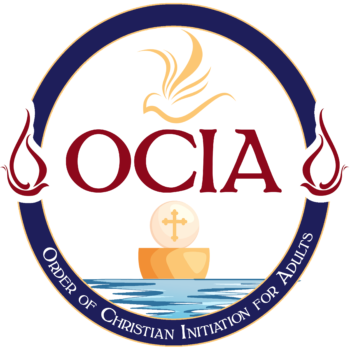 OCIA
Order of Christian Initiation for Adults